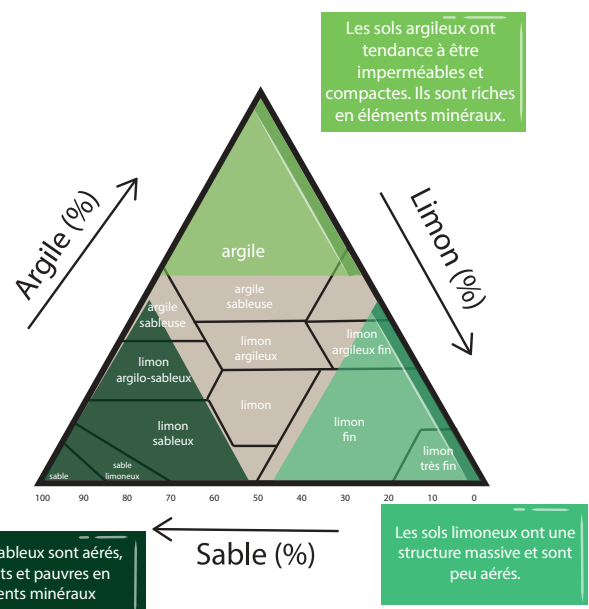 Les sols argileux ont
tendance à être
imperméables et
compactes. Ils sont riches
en éléments minéraux.
Argile (%)
Limon (%)
argile
argile
sableuse
argile
sableuse
limon
argileux
limon
argileux fin
limon
argilo-sableux
limon
limon
sableux
limon
fin
limon
très fin
sable
sable
limoneux
100 90 80 70 60 50 40 30 20 10 0
Sable (%)
ableux sont aérés,
ts et pauvres en
ents minéraux
Les sols limoneux ont une
structure massive et sont
peu aérés.